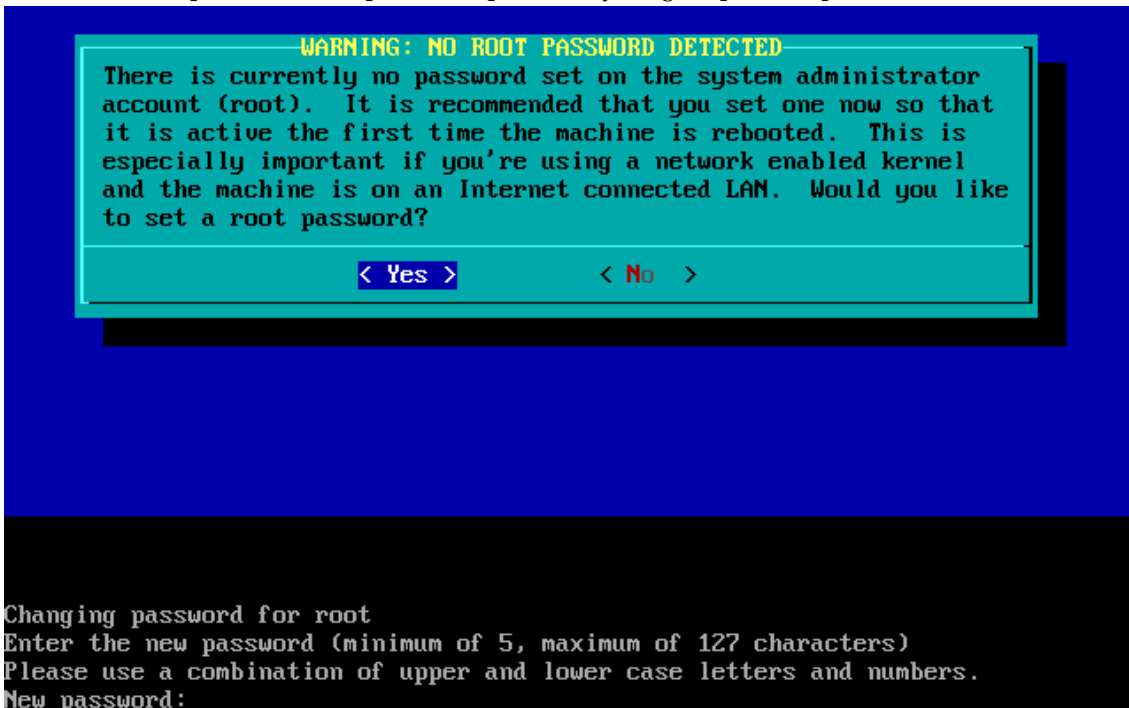 WARNING: NO ROOT PASSWORD DETECTED
There is currently no password set on the system administrator
account (root).  It is recommended that you set one now so that
it is active the first time the machine is rebooted.  This is
especially important if you're using a network enabled kernel
and the machine is on an Internet connected LAN.  Would you like
to set a root password?
< Yes >          < No  >
Changing password for root
Enter the new password (minimum of 5, maximum of 127 characters)
Please use a combination of upper and lower case letters and numbers.
New password: